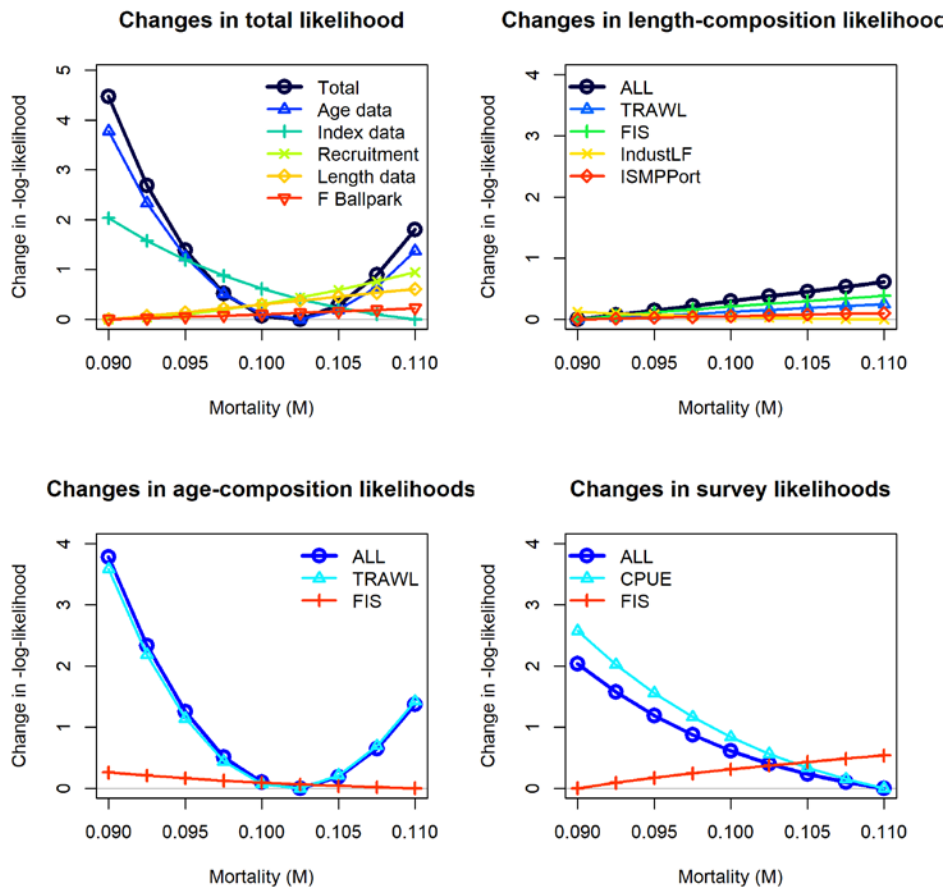 Changes in total likelihood
Change in -log-likelihood
5
4
3
2
1
0
Total
Age data
Index data
Recruitment
Length data
F Ballpark
0.090
0.095
0.100
0.105
0.110
Mortality (M)
Changes in length-composition likelihood
Change in -log-likelihood
4
3
2
1
0
ALL
TRAWL
FIS
IndustLF
ISMPPort
0.090
0.095
0.100
0.105
0.110
Mortality (M)
Changes in age-composition likelihoods
Change in -log-likelihood
4
3
2
1
0
ALL
TRAWL
FIS
0.090
0.095
0.100
0.105
0.110
Mortality (M)
Changes in survey likelihoods
Change in -log-likelihood
4
3
2
1
0
ALL
CPUE
FIS
0.090
0.095
0.100
0.105
0.110
Mortality (M)